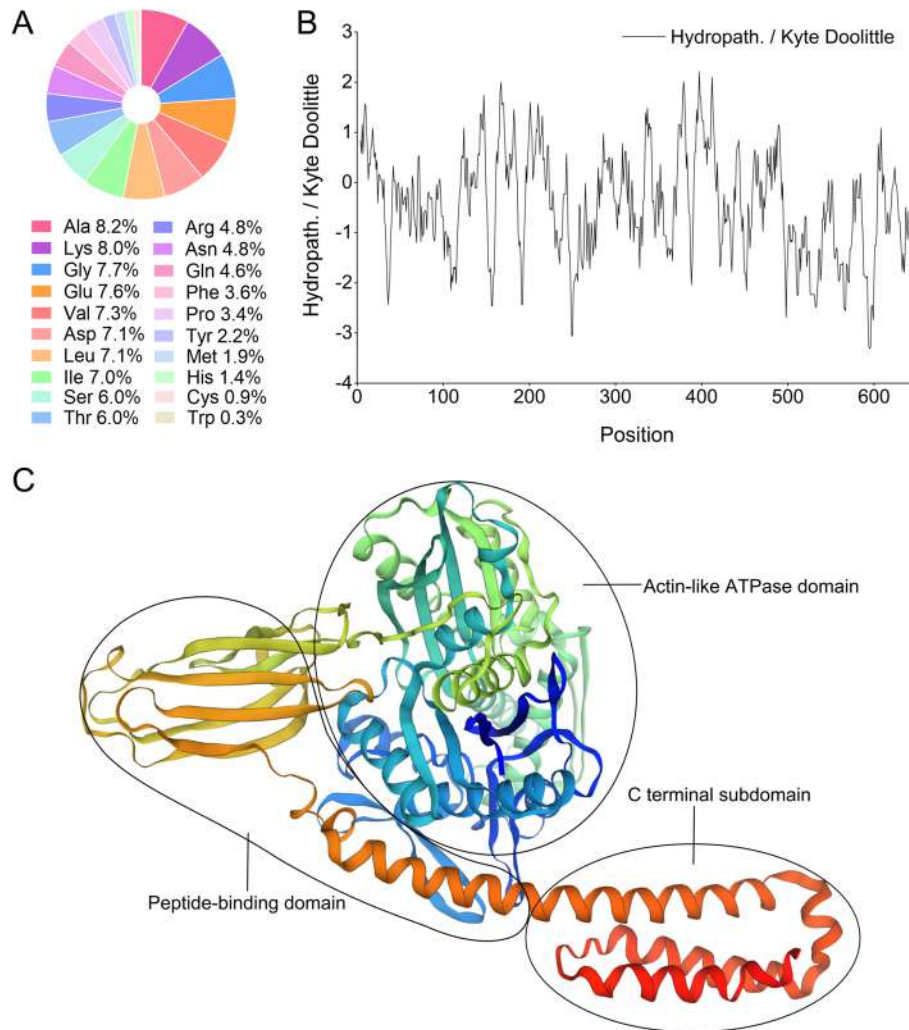 A
Ala 8.2%
Lys 8.0%
Gly 7.7%
Glu 7.6%
Val 7.3%
Asp 7.1%
Leu 7.1%
Ile 7.0%
Ser 6.0%
Thr 6.0%
Arg 4.8%
Asn 4.8%
Gln 4.6%
Phe 3.6%
Pro 3.4%
Tyr 2.2%
Met 1.9%
His 1.4%
Cys 0.9%
Trp 0.3%
B
Hydropath. / Kyte Doolittle
Hydropath. / Kyte Doolittle
3
2
1
0
-1
-2
-3
-4
0
100
200
300
400
500
600
Position
C
Actin-like ATPase domain
C terminal subdomain
Peptide-binding domain